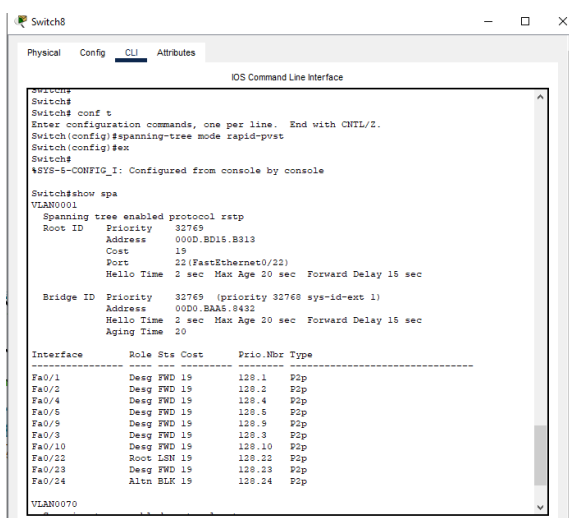 Switch8
Physical Config CLI Attributes
IOS Command Line Interface
Switch#
Switch#
Switch# conf t
Enter configuration commands, one per line. End with CNTL/Z.
Switch(config)#spanning-tree mode rapid-pvst
Switch(config)#ex
Switch#
%SYS-5-CONFIG_I: Configured from console by console
Switch#show spa
VLAN0001
Spanning tree enabled protocol rstp
Root ID Priority 32769
Address 000D.BD15.B313
Cost 19
Port 22(FastEthernet0/22)
Hello Time 2 sec Max Age 20 sec Forward Delay 15 sec
Bridge ID Priority 32769 (priority 32768 sys-id-ext 1)
Address 00D0.BAA5.8432
Hello Time 2 sec Max Age 20 sec Forward Delay 15 sec
Aging Time 20
Interface Role Sts Cost Prio.Nbr Type
---------------- ---- --- --------- -------- --------------------------------
Fa0/1 Desg FWD 19 128.1 P2p
Fa0/2 Desg FWD 19 128.2 P2p
Fa0/4 Desg FWD 19 128.4 P2p
Fa0/5 Desg FWD 19 128.5 P2p
Fa0/9 Desg FWD 19 128.9 P2p
Fa0/3 Desg FWD 19 128.3 P2p
Fa0/10 Desg FWD 19 128.10 P2p
Fa0/22 Root LSN 19 128.22 P2p
Fa0/23 Desg FWD 19 128.23 P2p
Fa0/24 Altn BLK 19 128.24 P2p
VLAN0070